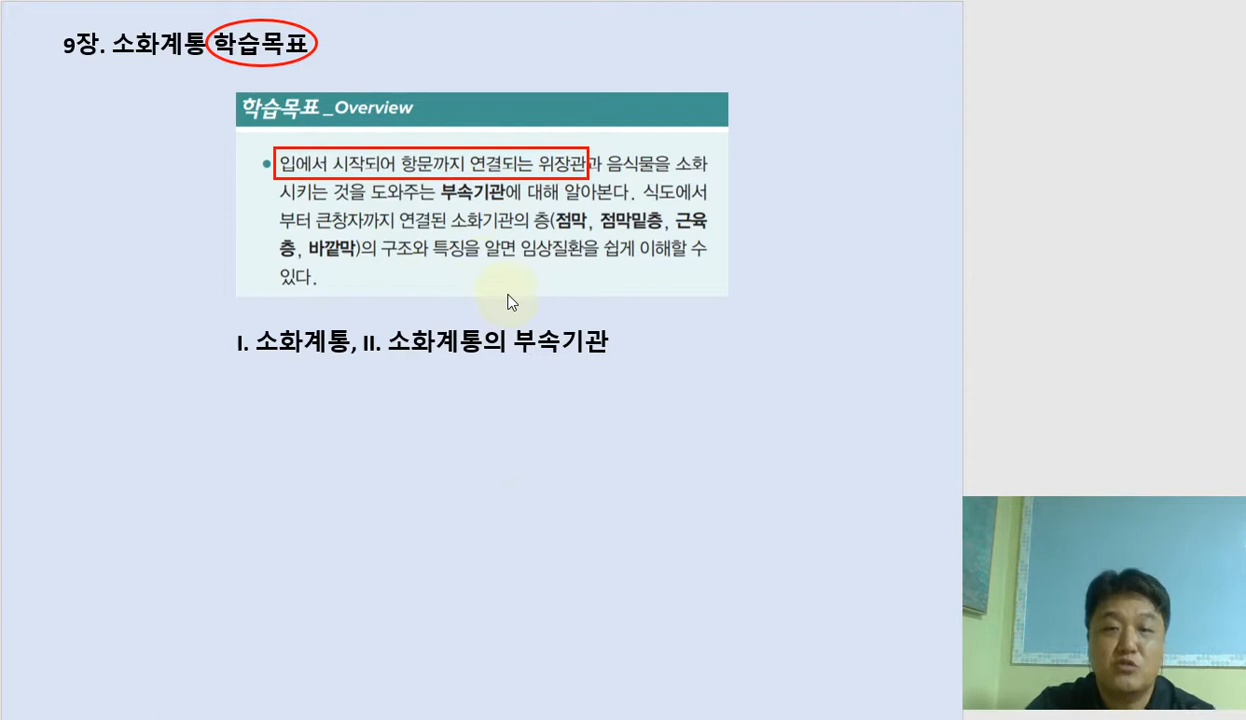 9장. 소화계통 학습목표
학습목표 _Overview
● 입에서 시작되어 항문까지 연결되는 위장관과 음식물을 소화
시키는 것을 도와주는 부속기관에 대해 알아본다. 식도에서
부터 큰창자까지 연결된 소화기관의 층(점막, 점막밑층, 근육
층, 바깥막)의 구조와 특징을 알면 임상질환을 쉽게 이해할 수
있다.
I. 소화계통, II. 소화계통의 부속기관